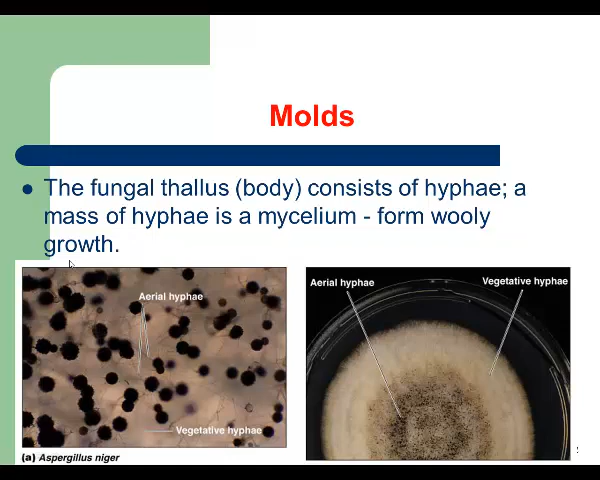 Molds
The fungal thallus (body) consists of hyphae; a
mass of hyphae is a mycelium - form wooly
growth.
Aerial hyphae
Vegetative hyphae
Aerial hyphae
Vegetative hyphae
(a) Aspergillus niger